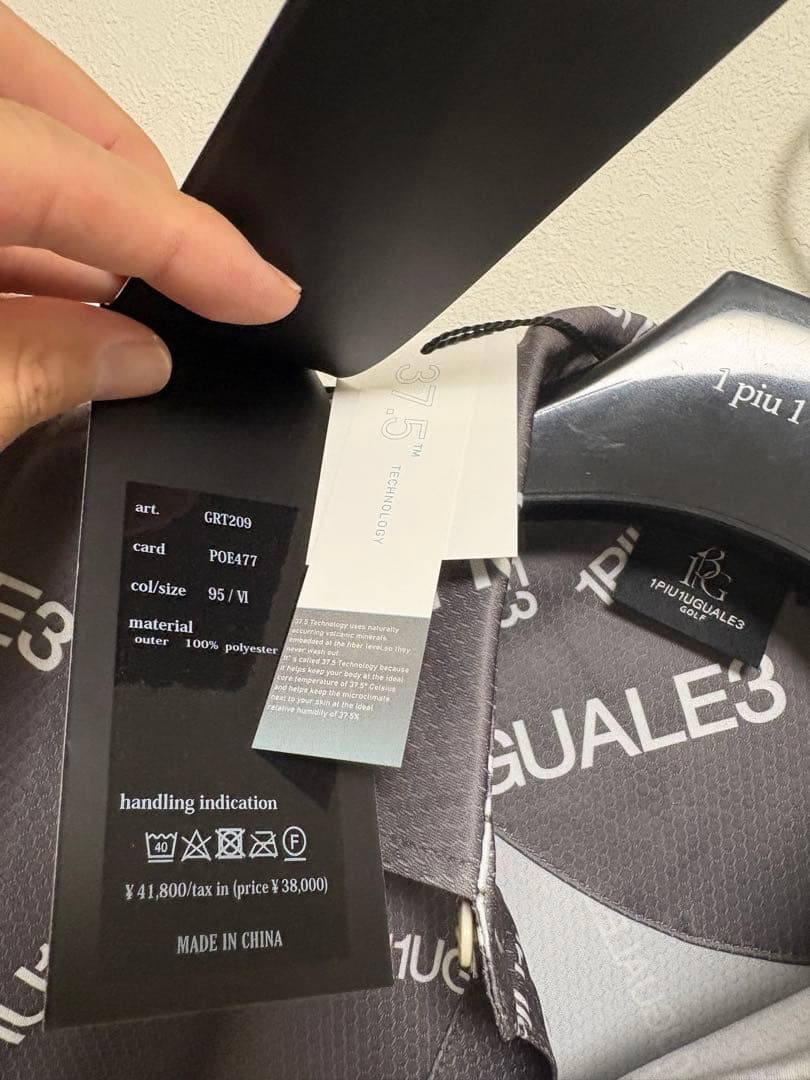 37.5™ TECHNOLOGY
art. GRT209
card POE477
col/size 95 / Ⅵ
material
outer 100% polyester
37.5 Technology uses naturally
occurring volcanic minerals
embedded at the fiber level, so they
never wash out.
It's called 37.5 Technology because
it helps keep your body at the ideal
core temperature of 37.5° Celsius
and helps keep the microclimate
next to your skin at the ideal
relative humidity of 37.5%
handling indication
40
F
¥ 41,800/tax in (price ¥ 38,000)
MADE IN CHINA
1 piu 1
1PIU1UGUALE3
GOLF
GUALE3
E3
1PI
1UG